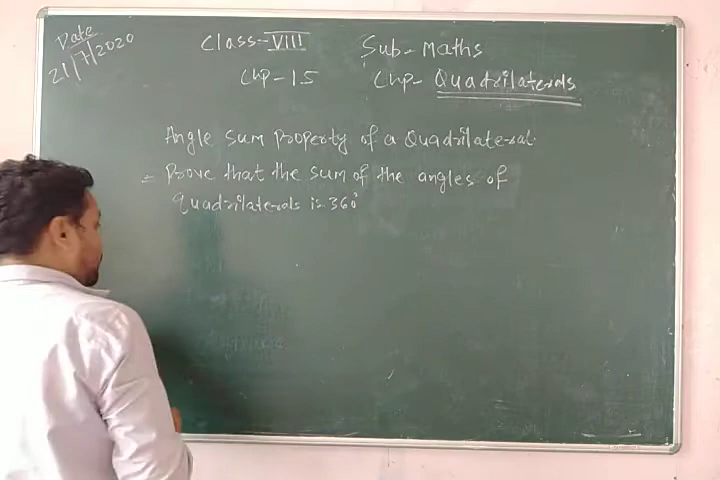 Date
21/7/2020
Class-VIII Sub- Maths
Chp-15 Chp- Quadrilaterals
Angle sum property of a Quadrilateral.
= Prove that the sum of the angles of
quadrilaterals is 360°